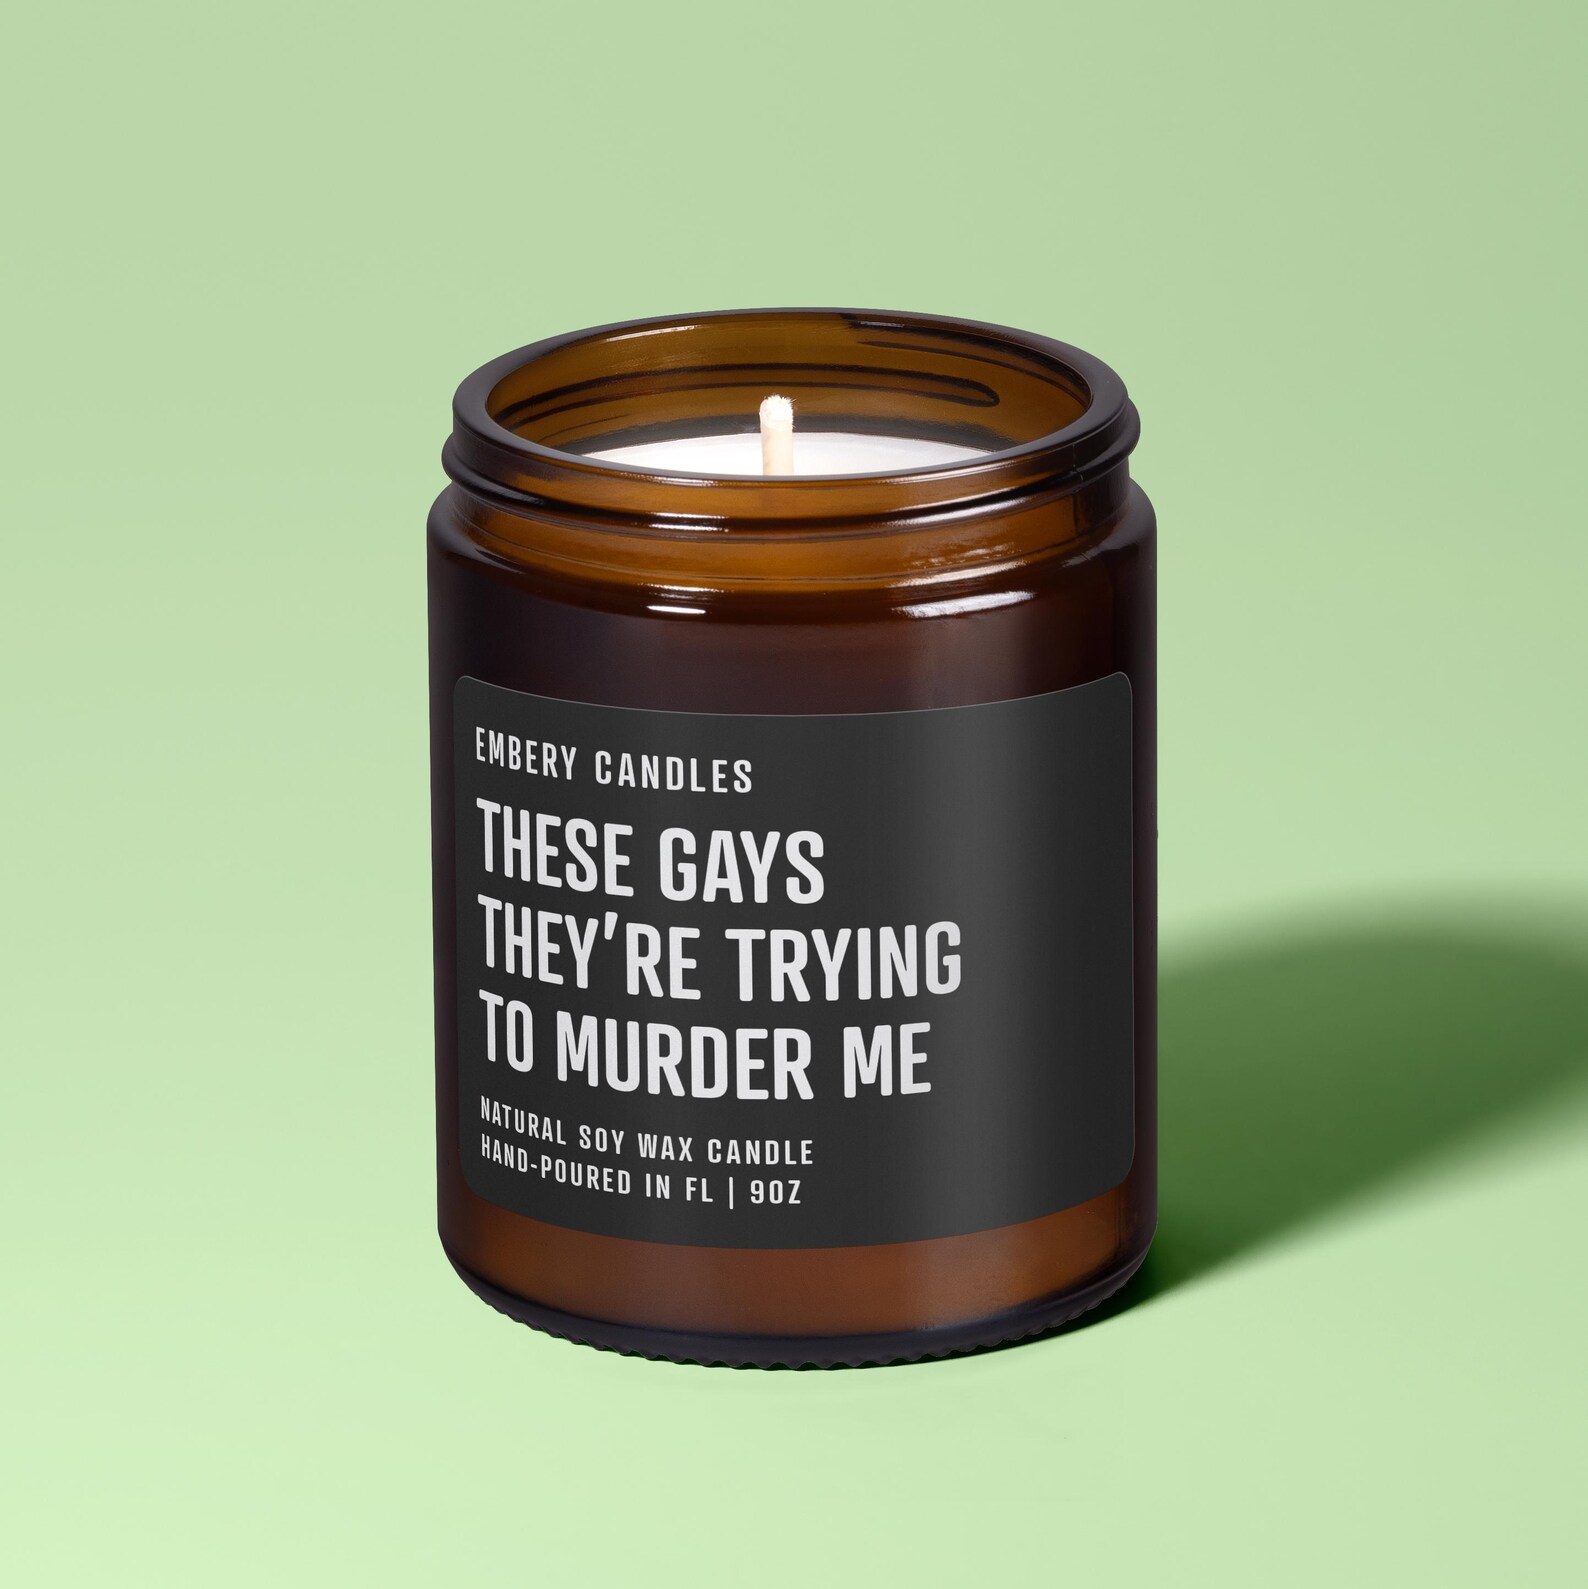 EMBERY CANDLES
THESE GAYS
THEY'RE TRYING
TO MURDER ME
NATURAL SOY WAX CANDLE
HAND-POURED IN FL | 9OZ